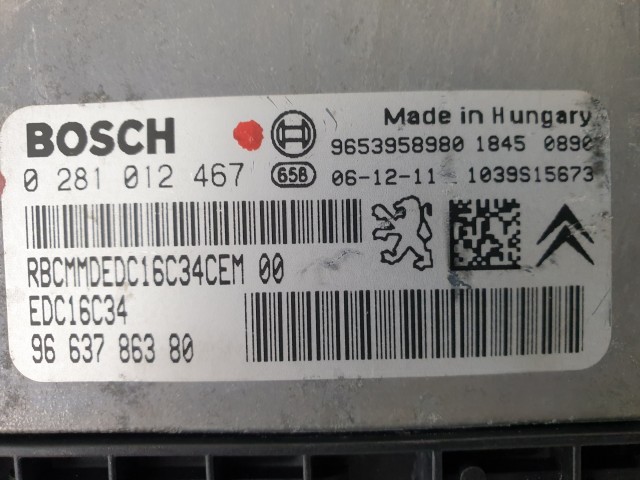 BOSCH
Made in Hungary
9653958980 1845 0890
0 281 012 467
658 06-12-11 1039S15673
RBCMMDEDC16C34CEM 00
EDC16C34
96 637 863 80